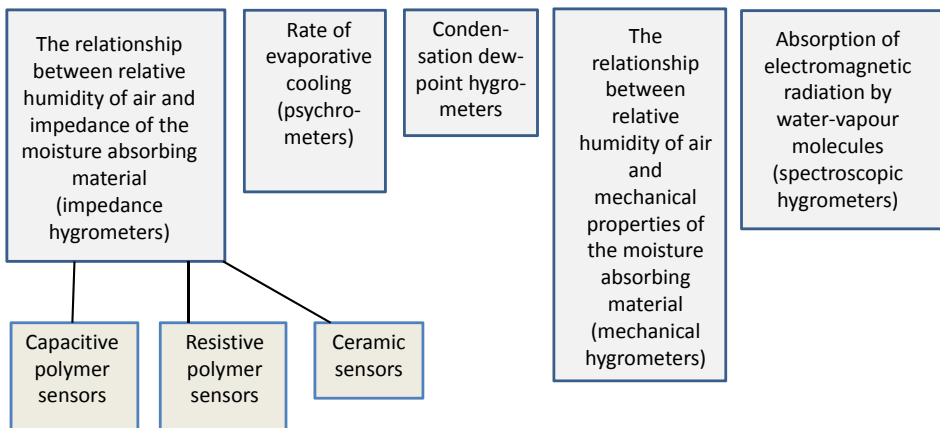 The relationship
between relative
humidity of air and
impedance of the
moisture absorbing
material
(impedance
hygrometers)
Rate of
evaporative
cooling
(psychro-
meters)
Conden-
sation dew-
point hygro-
meters
The
relationship
between
relative
humidity of air
and
mechanical
properties of
the moisture
absorbing
material
(mechanical
hygrometers)
Absorption of
electromagnetic
radiation by
water-vapour
molecules
(spectroscopic
hygrometers)
Capacitive
polymer
sensors
Resistive
polymer
sensors
Ceramic
sensors